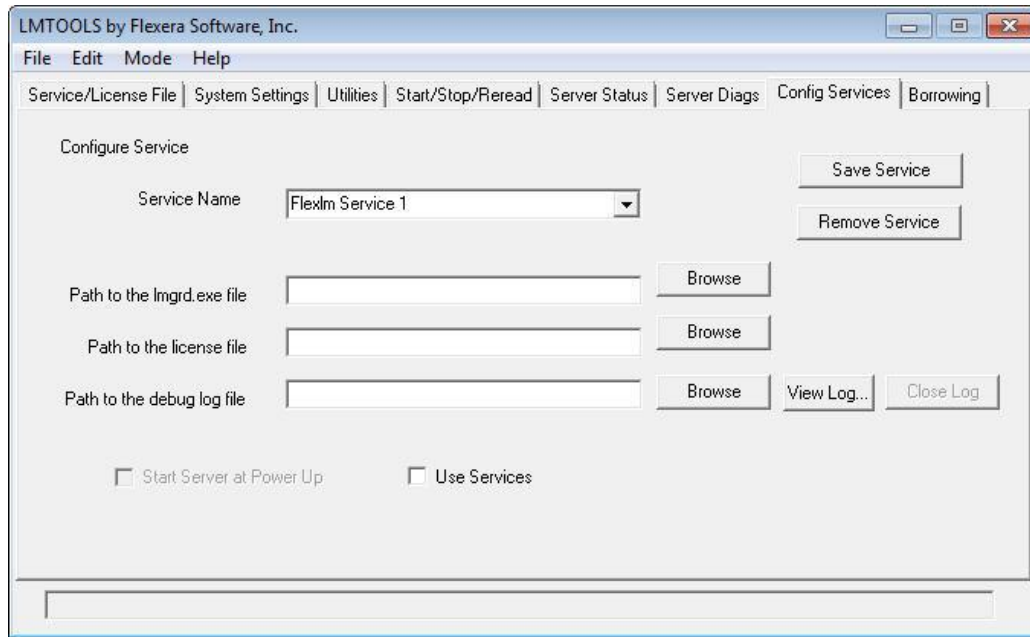 LMTOOLS by Flexera Software, Inc.
File Edit Mode Help
Service/License File System Settings Utilities Start/Stop/Reread Server Status Server Diags Config Services Borrowing
Configure Service
Save Service
Service Name Flexlm Service 1
Remove Service
Path to the lmgrd.exe file Browse
Path to the license file Browse
Path to the debug log file Browse View Log... Close Log
Start Server at Power Up Use Services